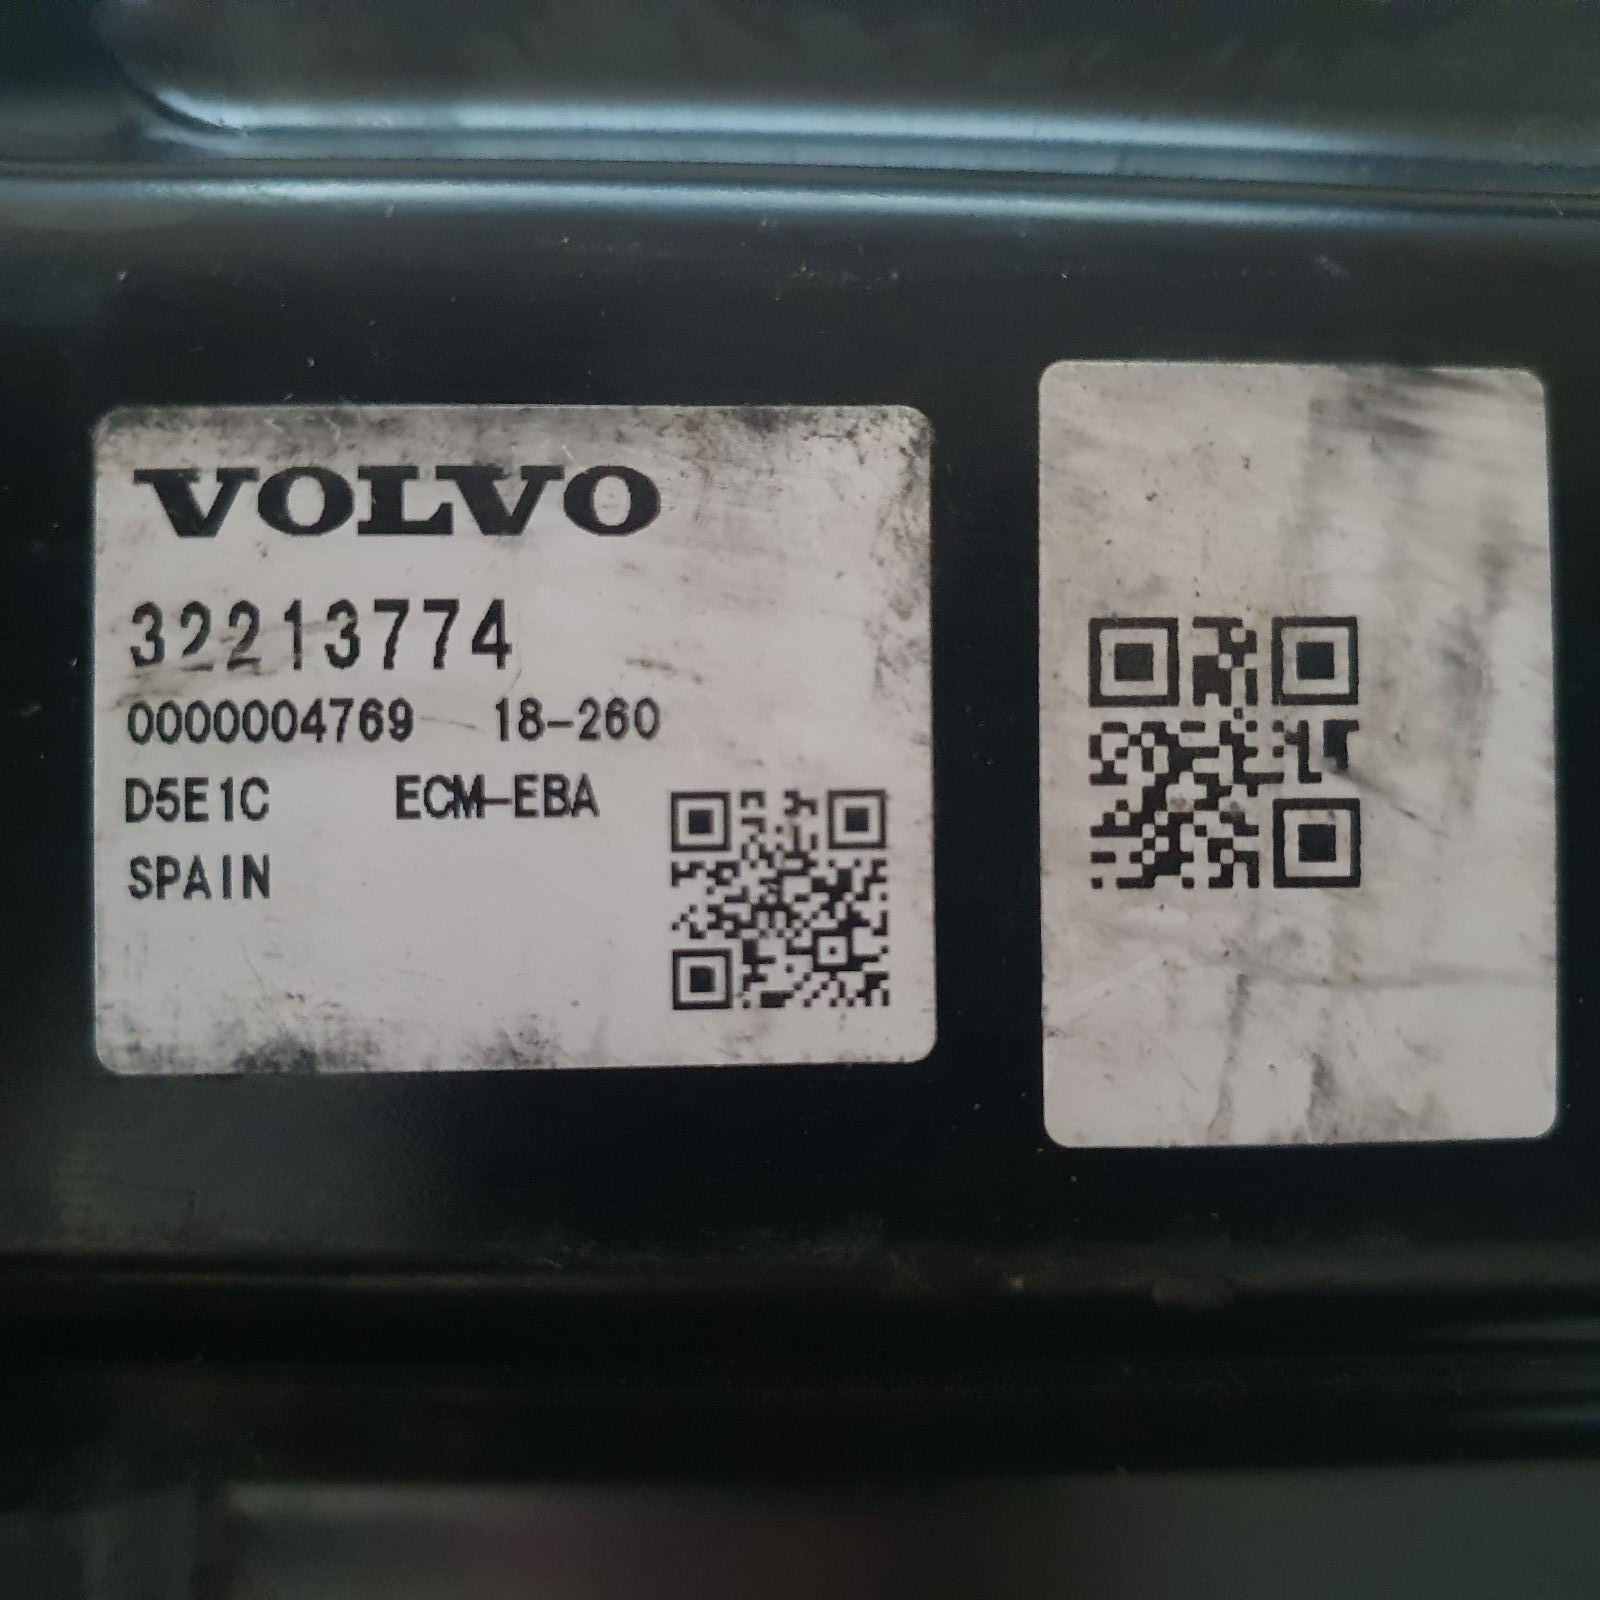 VOLVO
32213774
0000004769 18-260
D5E1C ECM-EBA
SPAIN